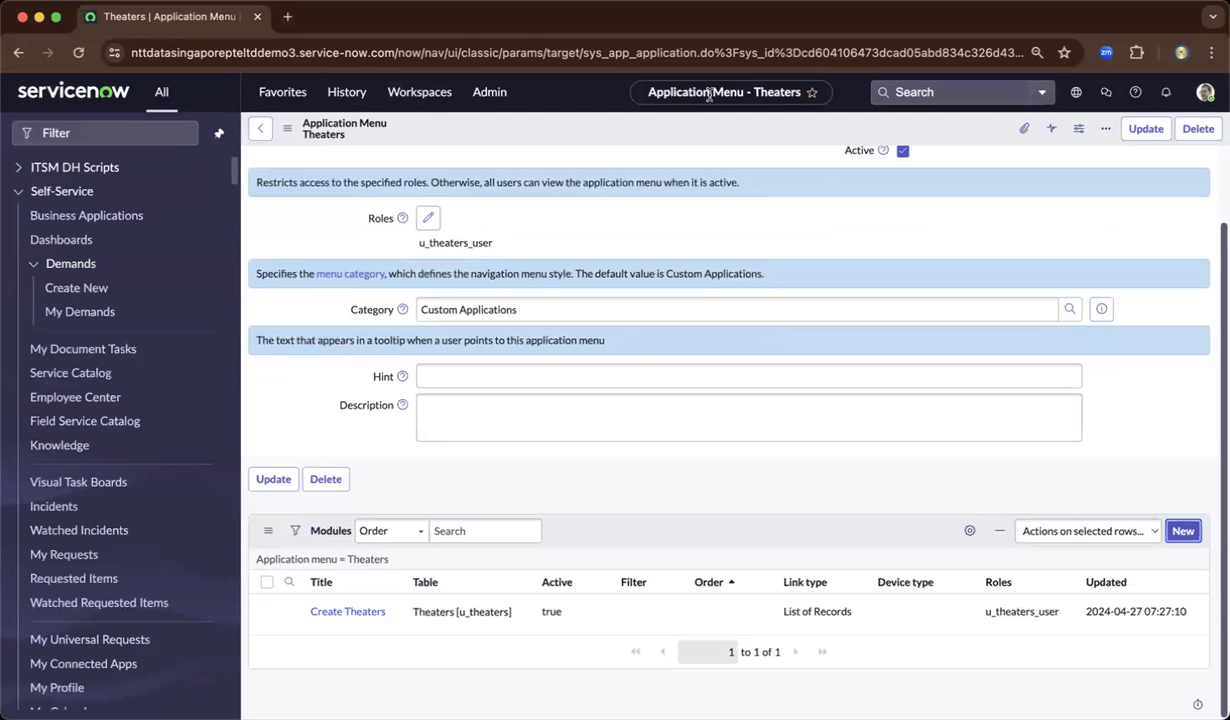 Theaters | Application Menu
nttdatasingaporepteltddemo3.service-now.com/now/nav/ui/classic/params/target/sys_app_application.do%3Fsys_id%3Dcd604106473dcad05abd834c326d43...
zm
servicenow
All
Favorites
History
Workspaces
Admin
Application Menu - Theaters
Search
Filter
Application Menu
Theaters
Update
Delete
ITSM DH Scripts
Self-Service
Business Applications
Dashboards
Demands
Create New
My Demands
My Document Tasks
Service Catalog
Employee Center
Field Service Catalog
Knowledge
Visual Task Boards
Incidents
Watched Incidents
My Requests
Requested Items
Watched Requested Items
My Universal Requests
My Connected Apps
My Profile
Active
Restricts access to the specified roles. Otherwise, all users can view the application menu when it is active.
Roles
u_theaters_user
Specifies the menu category, which defines the navigation menu style. The default value is Custom Applications.
Category
Custom Applications
The text that appears in a tooltip when a user points to this application menu
Hint
Description
Update
Delete
Modules
Order
Search
Actions on selected rows...
New
Application menu = Theaters
Title Table Active Filter Order Link type Device type Roles Updated
Create Theaters Theaters [u_theaters] true List of Records u_theaters_user 2024-04-27 07:27:10
1 to 1 of 1